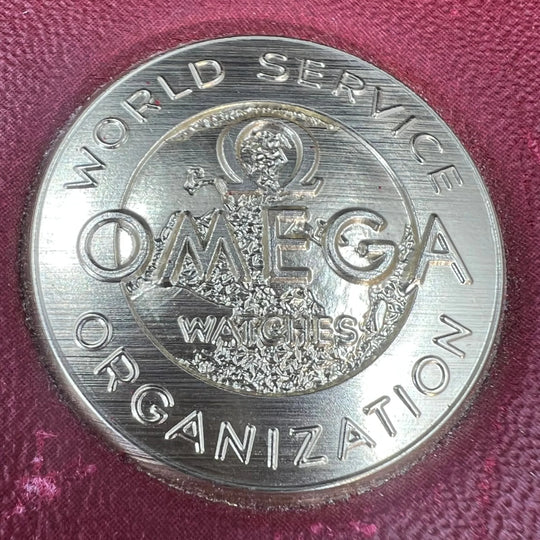 WORLD SERVICE
Ω
OMEGA
WATCHES
ORGANIZATION